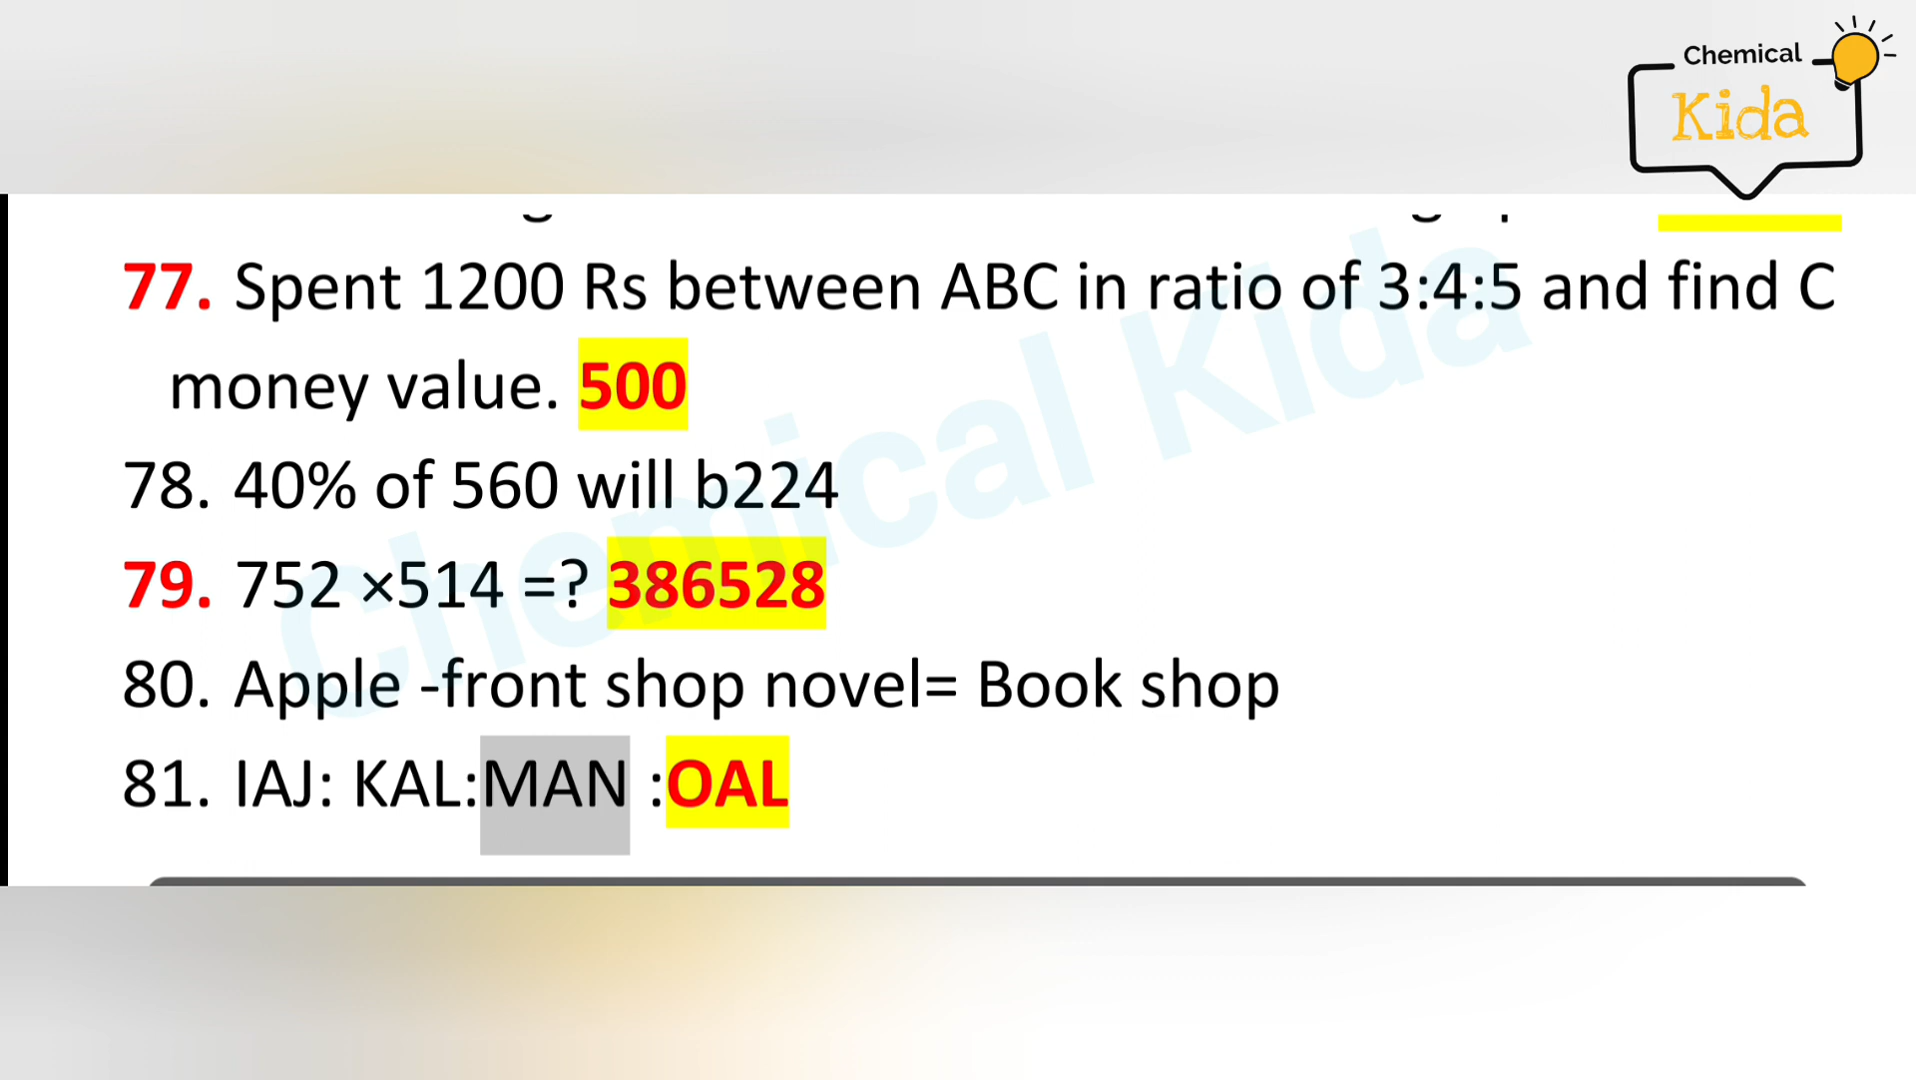 Chemical
Kida
77. Spent 1200 Rs between ABC in ratio of 3:4:5 and find C
money value. 500
78. 40% of 560 will b224
79. 752 ×514 =? 386528
80. Apple -front shop novel= Book shop
81. IAJ: KAL:MAN :OAL
Chemical Kida